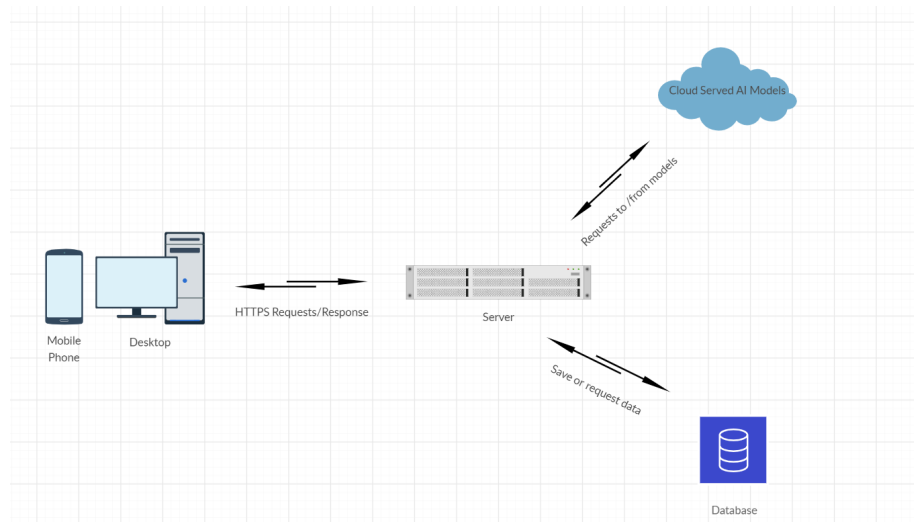 Cloud Served AI Models
Requests to /from models
HTTPS Requests/Response
Server
Mobile
Phone
Desktop
Save or request data
Database